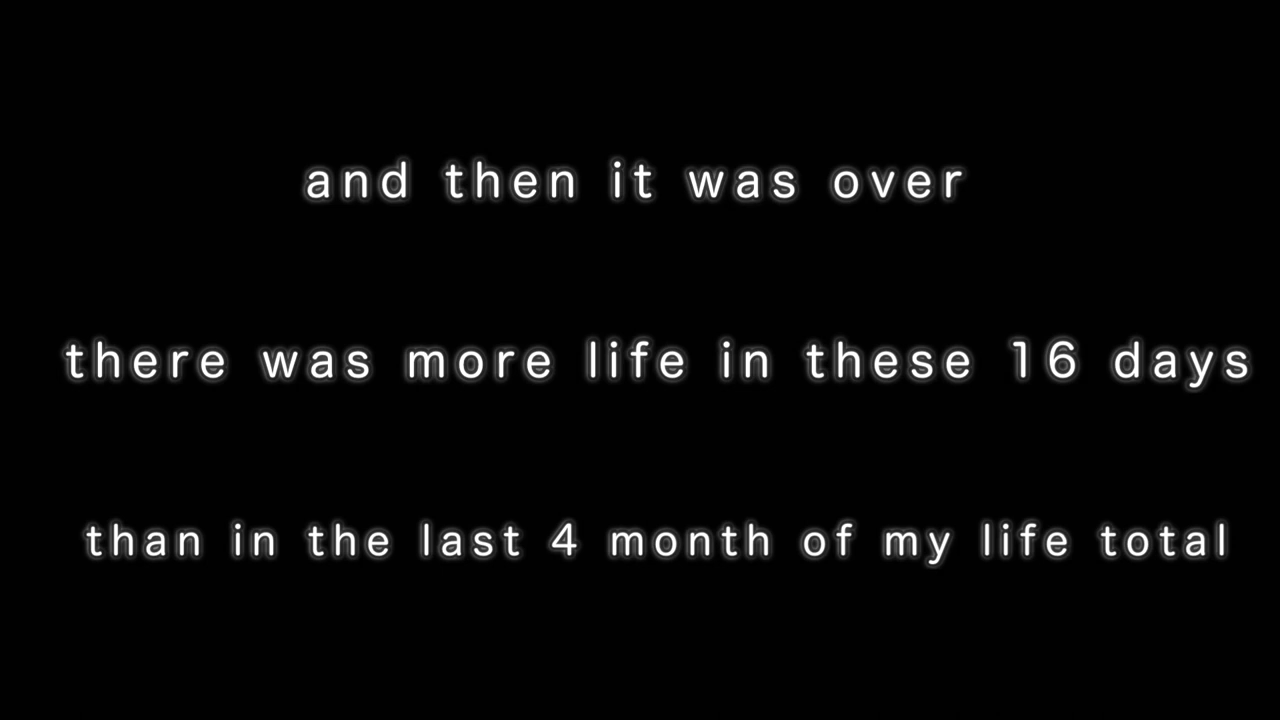 and then it was over
there was more life in these 16 days
than in the last 4 month of my life total